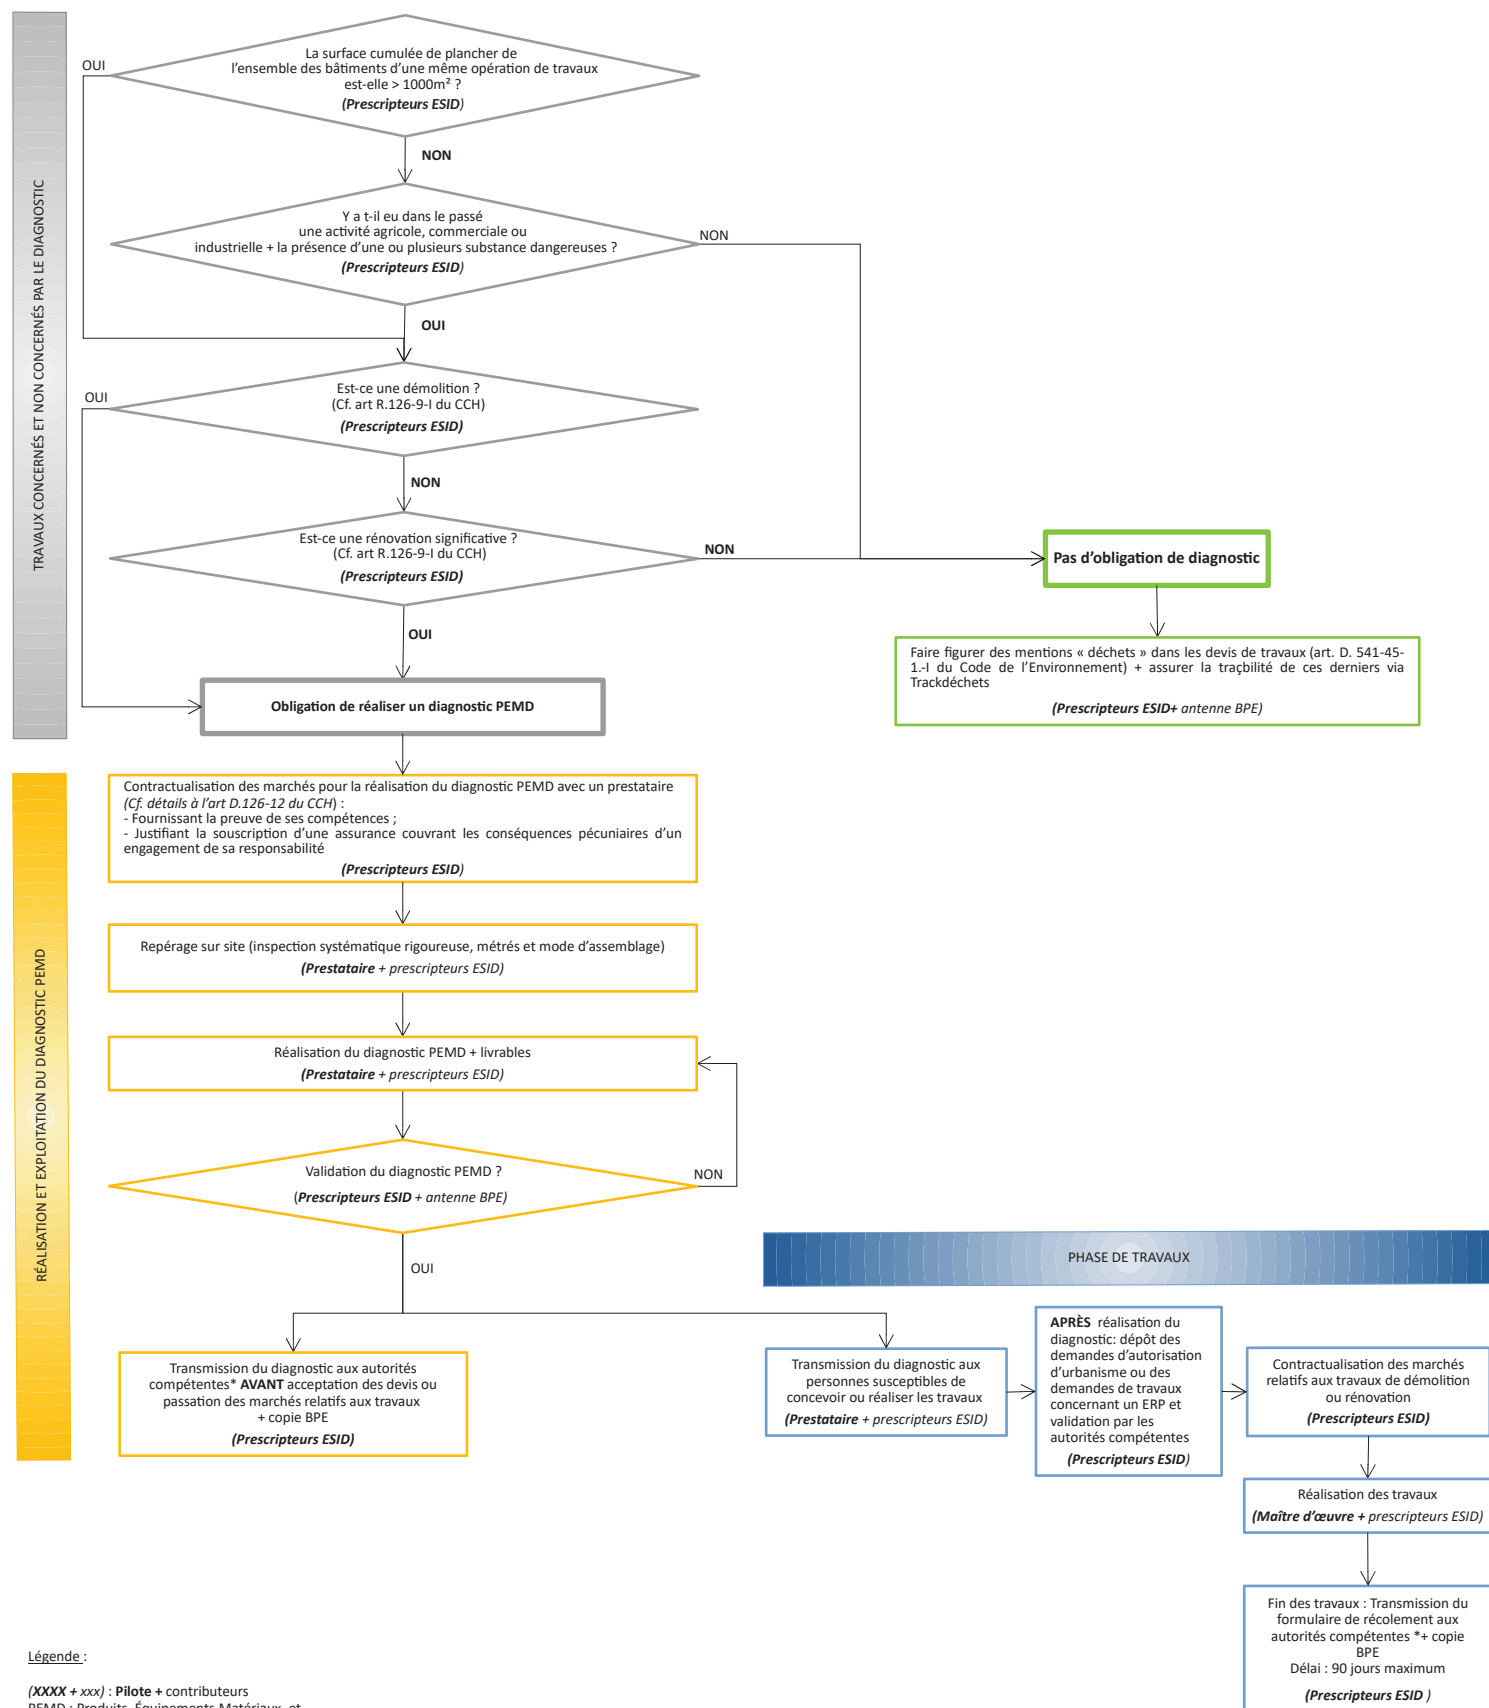 TRAVAUX CONCERNÉS ET NON CONCERNÉS PAR LE DIAGNOSTIC
La surface cumulée de plancher de
l’ensemble des bâtiments d’une même opération de travaux
est-elle > 1000m² ?
(Prescripteurs ESID)
OUI
NON
Y a t-il eu dans le passé
une activité agricole, commerciale ou
industrielle + la présence d’une ou plusieurs substance dangereuses ?
(Prescripteurs ESID)
NON
OUI
Est-ce une démolition ?
(Cf. art R.126-9-I du CCH)
(Prescripteurs ESID)
OUI
NON
Est-ce une rénovation significative ?
(Cf. art R.126-9-I du CCH)
(Prescripteurs ESID)
NON
OUI
Pas d’obligation de diagnostic
Faire figurer des mentions « déchets » dans les devis de travaux (art. D. 541-45-
1.-I du Code de l’Environnement) + assurer la traçbilité de ces derniers via
Trackdéchets
(Prescripteurs ESID+ antenne BPE)
Obligation de réaliser un diagnostic PEMD
RÉALISATION ET EXPLOITATION DU DIAGNOSTIC PEMD
Contractualisation des marchés pour la réalisation du diagnostic PEMD avec un prestataire
(Cf. détails à l’art D.126-12 du CCH) :
- Fournissant la preuve de ses compétences ;
- Justifiant la souscription d’une assurance couvrant les conséquences pécuniaires d’un
engagement de sa responsabilité
(Prescripteurs ESID)
Repérage sur site (inspection systématique rigoureuse, métrés et mode d’assemblage)
(Prestataire + prescripteurs ESID)
Réalisation du diagnostic PEMD + livrables
(Prestataire + prescripteurs ESID)
Validation du diagnostic PEMD ?
(Prescripteurs ESID + antenne BPE)
NON
OUI
Transmission du diagnostic aux autorités
compétentes* AVANT acceptation des devis ou
passation des marchés relatifs aux travaux
+ copie BPE
(Prescripteurs ESID)
PHASE DE TRAVAUX
Transmission du diagnostic aux
personnes susceptibles de
concevoir ou réaliser les travaux
(Prestataire + prescripteurs ESID)
APRÈS réalisation du
diagnostic: dépôt des
demandes d’autorisation
d’urbanisme ou des
demandes de travaux
concernant un ERP et
validation par les
autorités compétentes
(Prescripteurs ESID)
Contractualisation des marchés
relatifs aux travaux de démolition
ou rénovation
(Prescripteurs ESID)
Réalisation des travaux
(Maître d’œuvre + prescripteurs ESID)
Fin des travaux : Transmission du
formulaire de récolement aux
autorités compétentes *+ copie
BPE
Délai : 90 jours maximum
(Prescripteurs ESID )
Légende :
(XXXX + xxx) : Pilote + contributeurs
PEMD : Produits, Équipements Matériaux, et